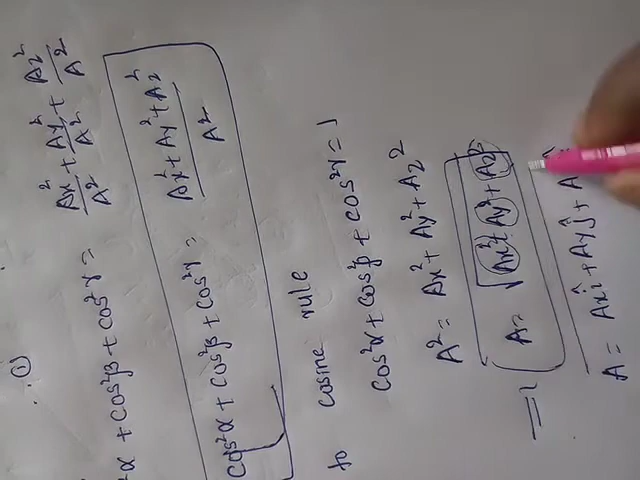 (1)
²α + cos²β + cos²γ = Ax²/A² + Ay²/A² + Az²/A²
cos²α + cos²β + cos²γ = Ax² + Ay² + Az² / A²
to cosine rule
cos²α + cos²β + cos²γ = 1
A² = Ax² + Ay² + Az²
A = √Ax² + Ay² + Az²
A = Axî + Ayĵ + A